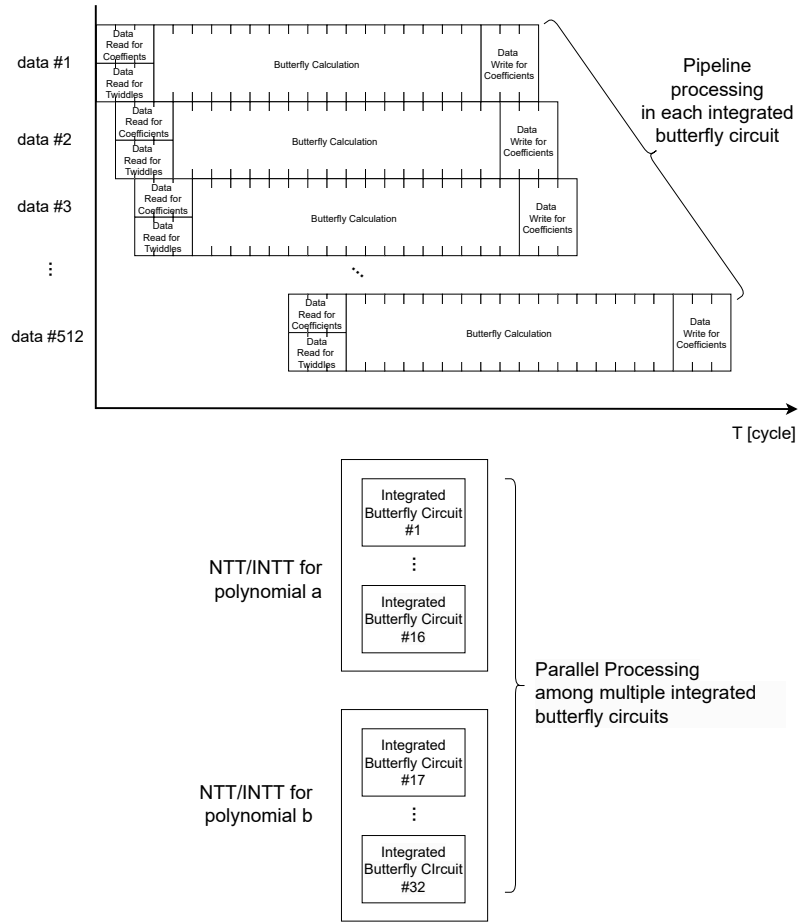 data #1
Data
Read for
Coeffients
Data
Read for
Twiddles
Butterfly Calculation
Data
Write for
Coefficients
Pipeline
processing
in each integrated
butterfly circuit
data #2
Data
Read for
Coefficients
Data
Read for
Twiddles
Butterfly Calculation
Data
Write for
Coefficients
data #3
Data
Read for
Coefficients
Data
Read for
Twiddles
Butterfly Calculation
Data
Write for
Coefficients
...
...
data #512
Data
Read for
Coefficients
Data
Read for
Twiddles
Butterfly Calculation
Data
Write for
Coefficients
T [cycle]
NTT/INTT for
polynomial a
Integrated
Butterfly Circuit
#1
...
Integrated
Butterfly Circuit
#16
Parallel Processing
among multiple integrated
butterfly circuits
NTT/INTT for
polynomial b
Integrated
Butterfly Circuit
#17
...
Integrated
Butterfly CIrcuit
#32